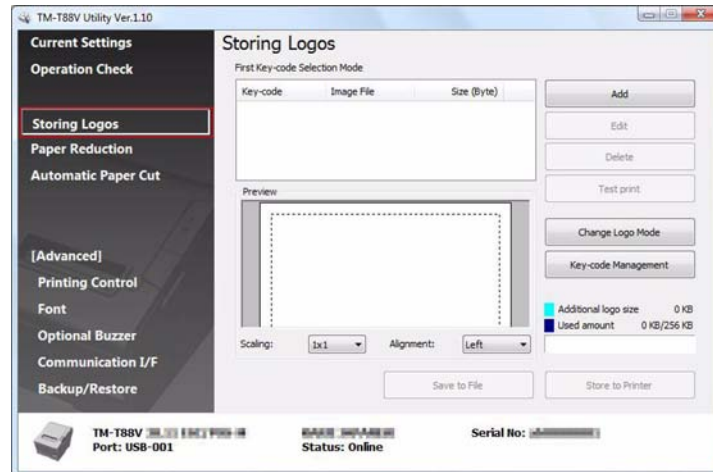 TM-T88V Utility Ver.1.10
Current Settings
Operation Check
Storing Logos
Paper Reduction
Automatic Paper Cut
[Advanced]
Printing Control
Font
Optional Buzzer
Communication I/F
Backup/Restore
Storing Logos
First Key-code Selection Mode
Key-code Image File Size (Byte)
Add
Edit
Delete
Test print
Preview
Change Logo Mode
Key-code Management
Additional logo size 0 KB
Used amount 0 KB/256 KB
Scaling: 1x1 Alignment: Left
Save to File Store to Printer
TM-T88V Serial No:
Port: USB-001 Status: Online